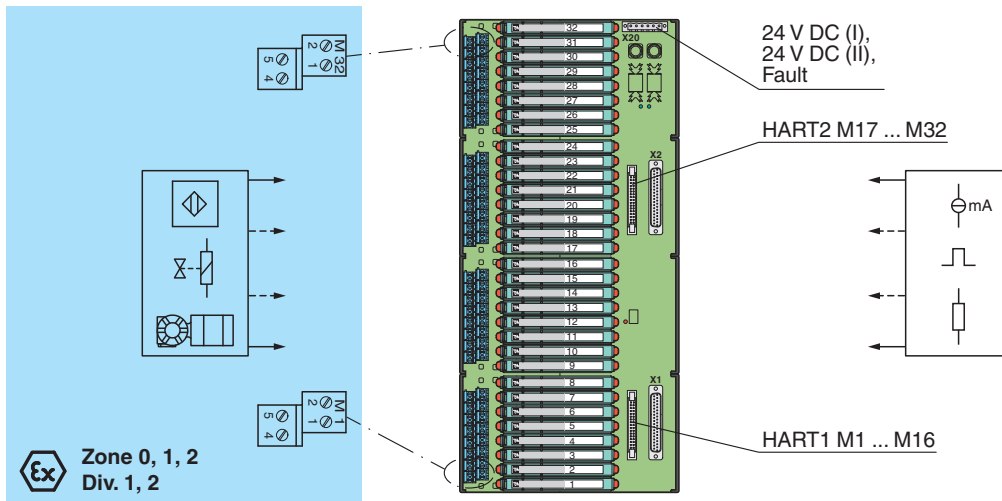 M 32
2
1
5
4
M 1
2
1
5
4
Ex
Zone 0, 1, 2
Div. 1, 2
32
31
30
29
28
27
26
25
24
23
22
21
20
19
18
17
16
15
14
13
12
11
10
9
8
7
6
5
4
3
2
1
X20
X2
X1
24 V DC (I),
24 V DC (II),
Fault
HART2 M17 ... M32
HART1 M1 ... M16
mA